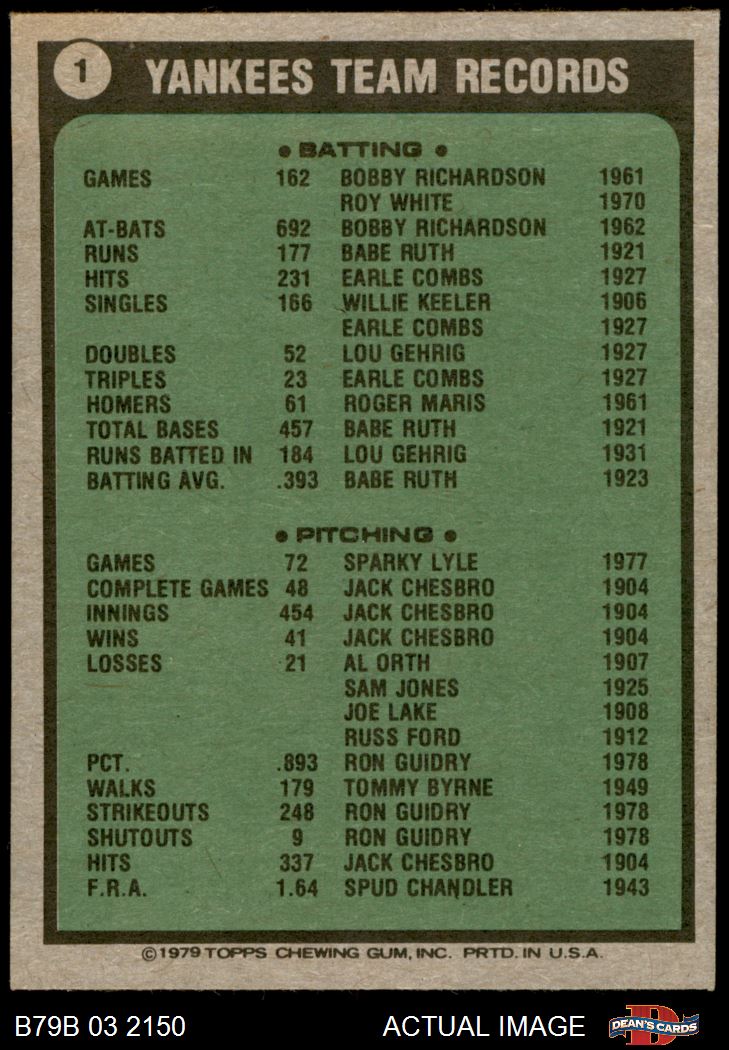 1 YANKEES TEAM RECORDS
• BATTING •
GAMES 162 BOBBY RICHARDSON 1961
ROY WHITE 1970
AT-BATS 692 BOBBY RICHARDSON 1962
RUNS 177 BABE RUTH 1921
HITS 231 EARLE COMBS 1927
SINGLES 166 WILLIE KEELER 1906
EARLE COMBS 1927
DOUBLES 52 LOU GEHRIG 1927
TRIPLES 23 EARLE COMBS 1927
HOMERS 61 ROGER MARIS 1961
TOTAL BASES 457 BABE RUTH 1921
RUNS BATTED IN 184 LOU GEHRIG 1931
BATTING AVG. .393 BABE RUTH 1923
• PITCHING •
GAMES 72 SPARKY LYLE 1977
COMPLETE GAMES 48 JACK CHESBRO 1904
INNINGS 454 JACK CHESBRO 1904
WINS 41 JACK CHESBRO 1904
LOSSES 21 AL ORTH 1907
SAM JONES 1925
JOE LAKE 1908
RUSS FORD 1912
PCT. .893 RON GUIDRY 1978
WALKS 179 TOMMY BYRNE 1949
STRIKEOUTS 248 RON GUIDRY 1978
SHUTOUTS 9 RON GUIDRY 1978
HITS 337 JACK CHESBRO 1904
F.R.A. 1.64 SPUD CHANDLER 1943
©1979 TOPPS CHEWING GUM, INC. PRTD. IN U.S.A.
B79B 03 2150 ACTUAL IMAGE D DEAN'S CARDS